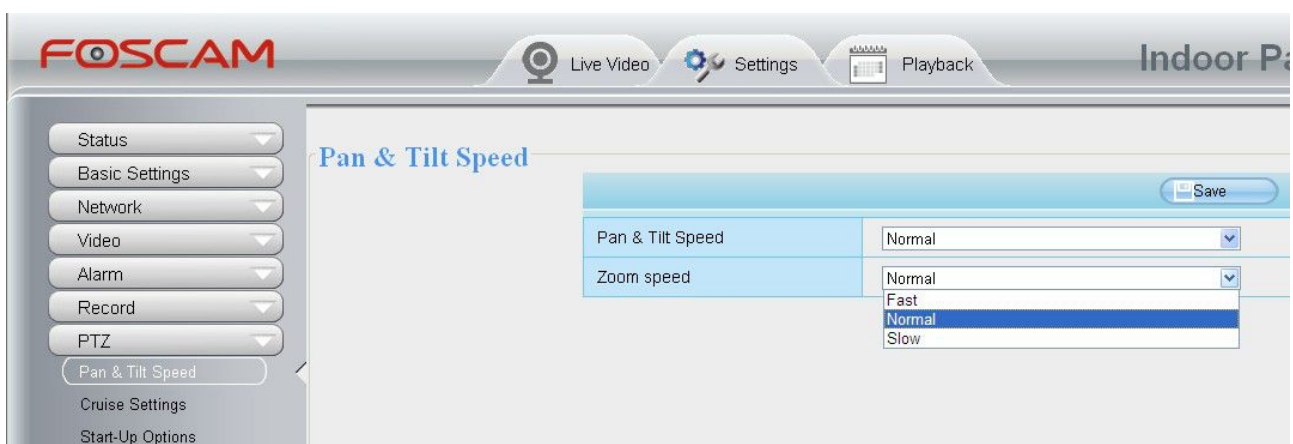 FOSCAM
Live Video
Settings
Playback
Indoor Pa
Status
Basic Settings
Network
Video
Alarm
Record
PTZ
Pan & Tilt Speed
Cruise Settings
Start-Up Options
Pan & Tilt Speed
Save
Pan & Tilt Speed
Normal
Zoom speed
Normal
Fast
Normal
Slow